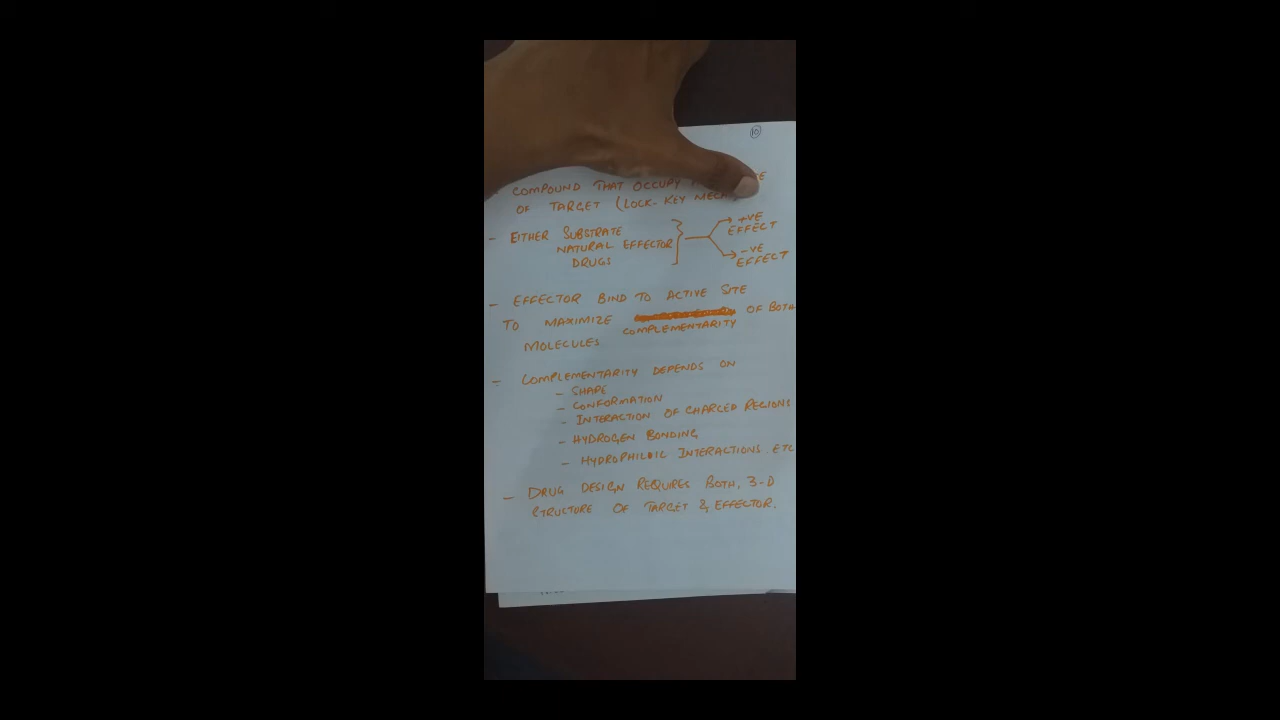 10
COMPOUND THAT OCCUPY
OF TARGET (LOCK-KEY
- EITHER SUBSTRATE
NATURAL EFFECTOR
DRUGS
+VE
EFFECT
-VE
EFFECT
- EFFECTOR BIND TO ACTIVE SITE
TO MAXIMIZE COMPLEMENTARITY OF BOTH
MOLECULES
- COMPLEMENTARITY DEPENDS ON
- SHAPE
- CONFORMATION
- INTERACTION OF CHARGED REGIONS
- HYDROGEN BONDING
- HYDROPHILBIC INTERACTIONS ETC
- DRUG DESIGN REQUIRES BOTH, 3-D
STRUCTURE OF TARGET & EFFECTOR.